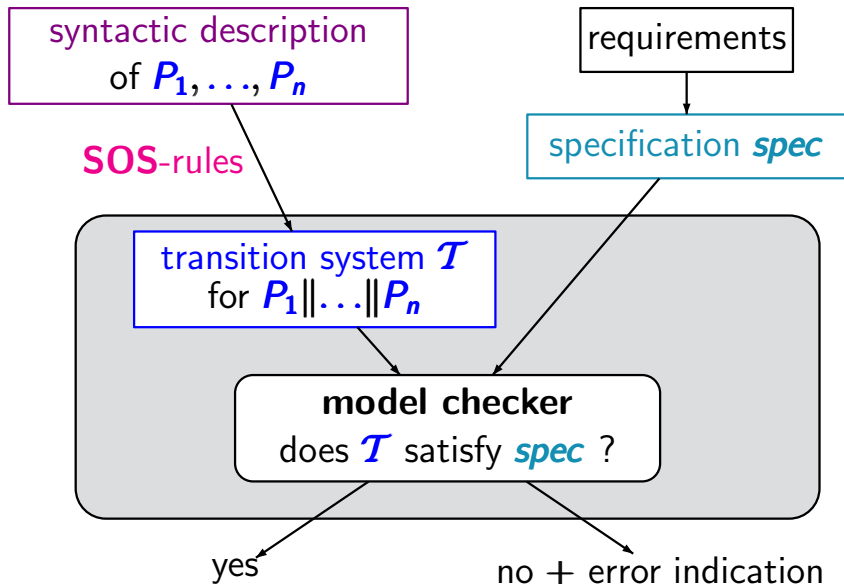 syntactic description
of P₁, . . . , Pₙ
requirements
specification spec
SOS-rules
transition system 𝒯
for P₁‖. . .‖Pₙ
model checker
does 𝒯 satisfy spec ?
yes
no + error indication